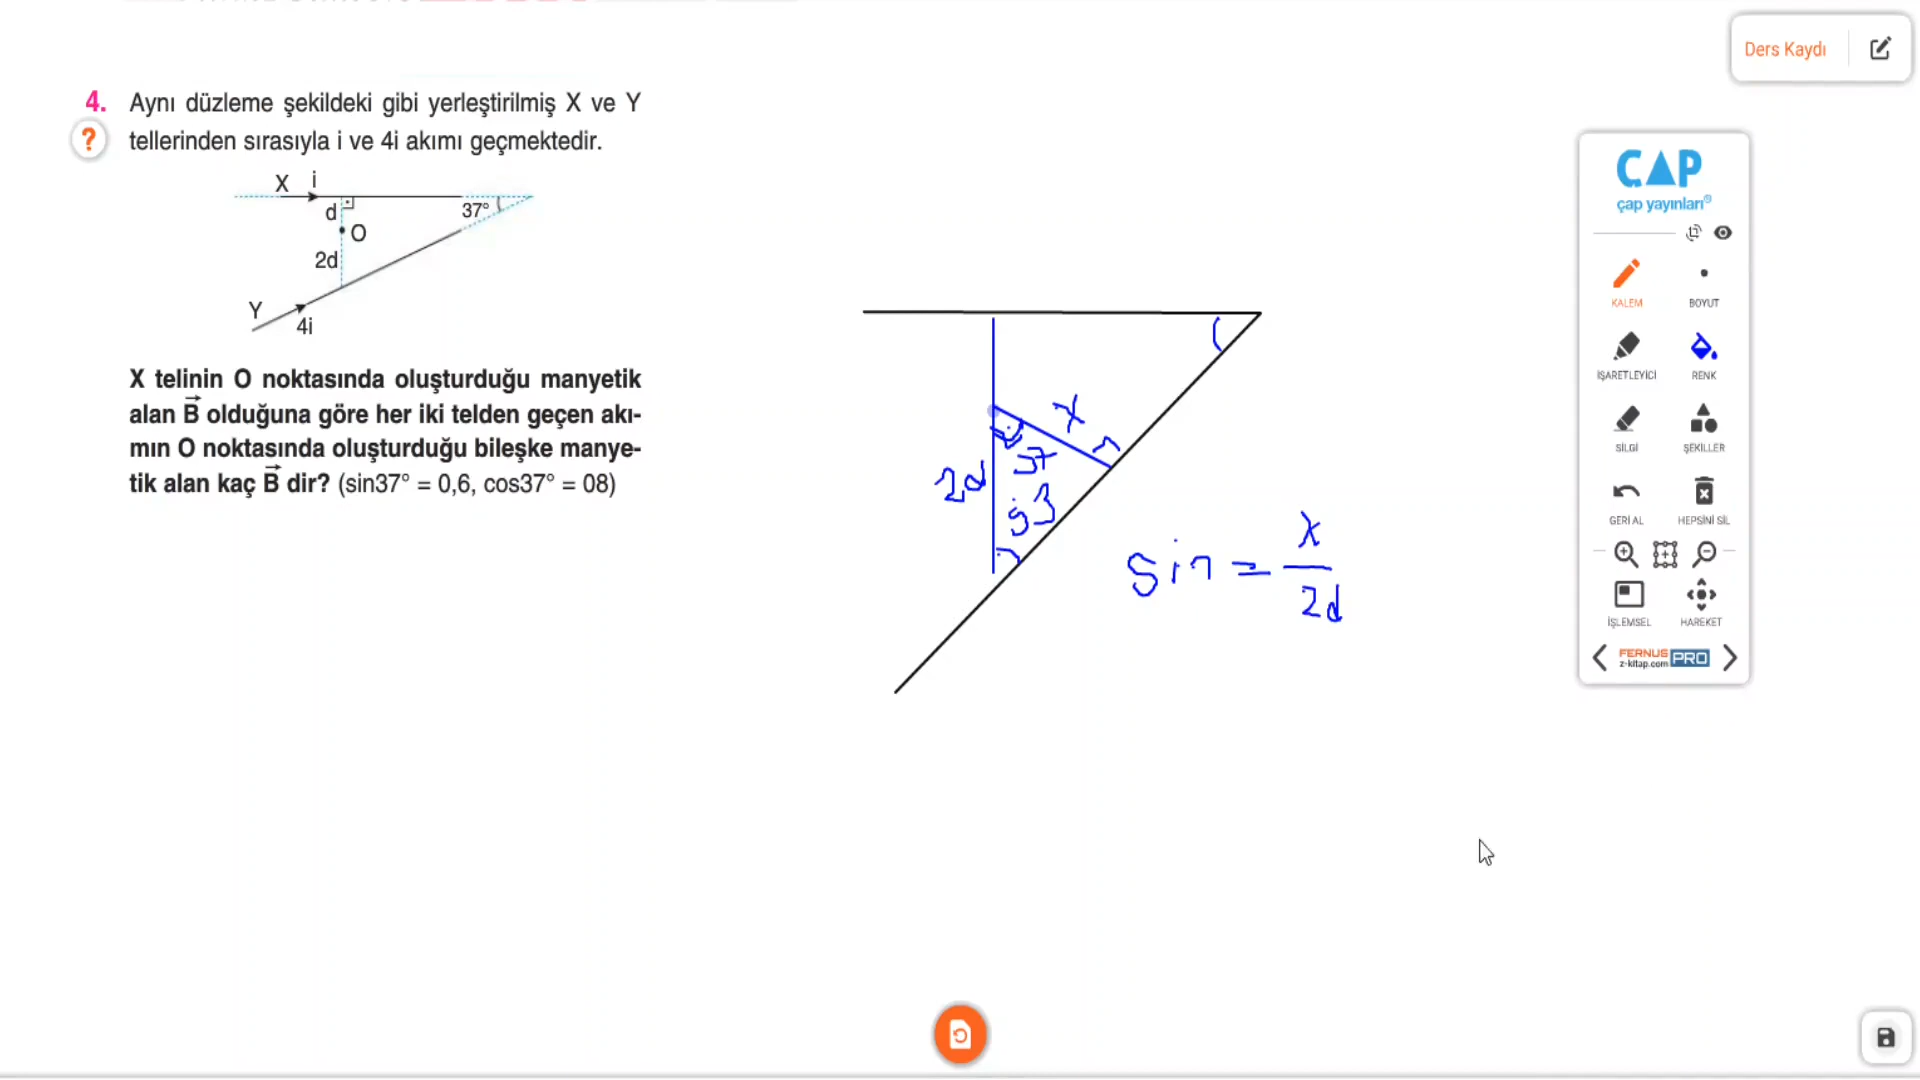 Ders Kaydı
4. Aynı düzleme şekildeki gibi yerleştirilmiş X ve Y
? tellerinden sırasıyla i ve 4i akımı geçmektedir.
X i
d 37°
O
2d
Y
4i
X telinin O noktasında oluşturduğu manyetik
alan B⃗ olduğuna göre her iki telden geçen akı-
mın O noktasında oluşturduğu bileşke manye-
tik alan kaç B⃗ dir? (sin37° = 0,6, cos37° = 08)
x
37
2d
53
sin = x/2d
ÇAP
çap yayınları®
KALEM BOYUT
İŞARETLEYİCİ RENK
SİLGİ ŞEKİLLER
GERİ AL HEPSİNİ SİL
İŞLEMSEL HAREKET
FERNUS
z-kitap.com PRO